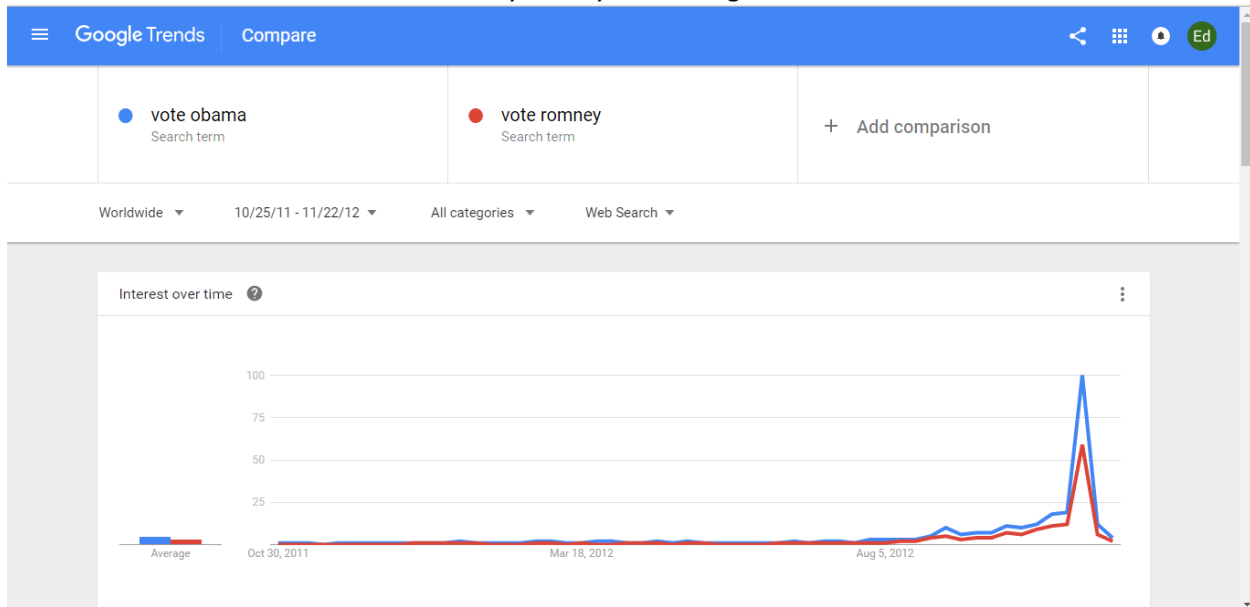 Google Trends Compare Ed
vote obama
Search term
vote romney
Search term
+ Add comparison
Worldwide 10/25/11 - 11/22/12 All categories Web Search
Interest over time ?
100
75
50
25
Average Oct 30, 2011 Mar 18, 2012 Aug 5, 2012